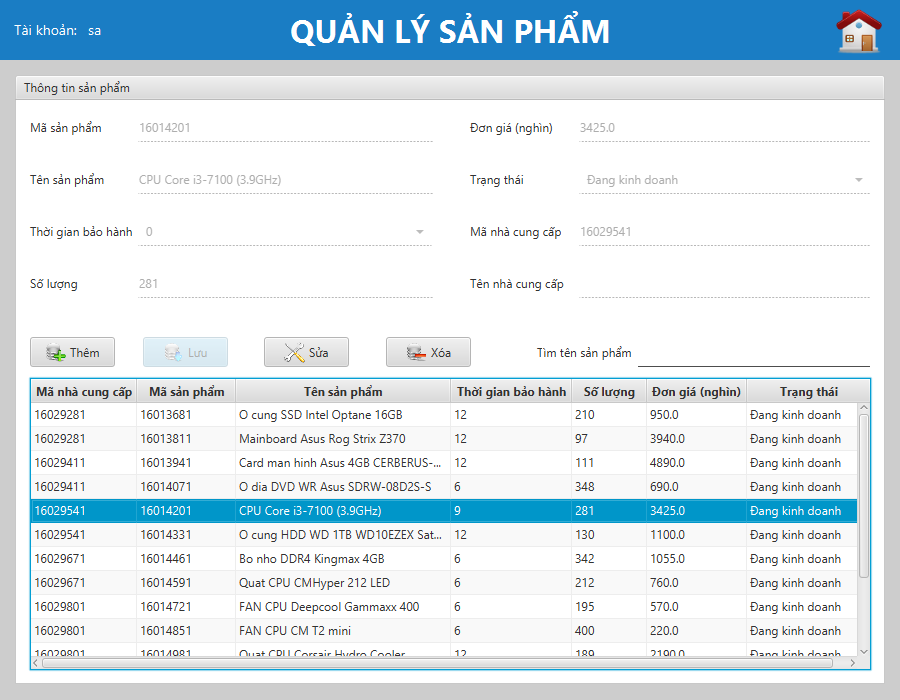 Tài khoản: sa
QUẢN LÝ SẢN PHẨM
Thông tin sản phẩm
Mã sản phẩm 16014201 Đơn giá (nghìn) 3425.0
Tên sản phẩm CPU Core i3-7100 (3.9GHz) Trạng thái Đang kinh doanh
Thời gian bảo hành 0 Mã nhà cung cấp 16029541
Số lượng 281 Tên nhà cung cấp
Thêm Lưu Sửa Xóa Tìm tên sản phẩm
Mã nhà cung cấp Mã sản phẩm Tên sản phẩm Thời gian bảo hành Số lượng Đơn giá (nghìn) Trạng thái
16029281 16013681 O cung SSD Intel Optane 16GB 12 210 950.0 Đang kinh doanh
16029281 16013811 Mainboard Asus Rog Strix Z370 12 97 3940.0 Đang kinh doanh
16029411 16013941 Card man hinh Asus 4GB CERBERUS-... 12 111 4890.0 Đang kinh doanh
16029411 16014071 O dia DVD WR Asus SDRW-08D2S-S 6 348 690.0 Đang kinh doanh
16029541 16014201 CPU Core i3-7100 (3.9GHz) 9 281 3425.0 Đang kinh doanh
16029541 16014331 O cung HDD WD 1TB WD10EZEX Sat... 12 130 1100.0 Đang kinh doanh
16029671 16014461 Bo nho DDR4 Kingmax 4GB 6 342 1055.0 Đang kinh doanh
16029671 16014591 Quat CPU CMHyper 212 LED 6 212 760.0 Đang kinh doanh
16029801 16014721 FAN CPU Deepcool Gammaxx 400 6 195 570.0 Đang kinh doanh
16029801 16014851 FAN CPU CM T2 mini 6 400 220.0 Đang kinh doanh
16029801 16014981 Quat CPU Corsair Hydro Cooler 12 189 2190.0 Đang kinh doanh